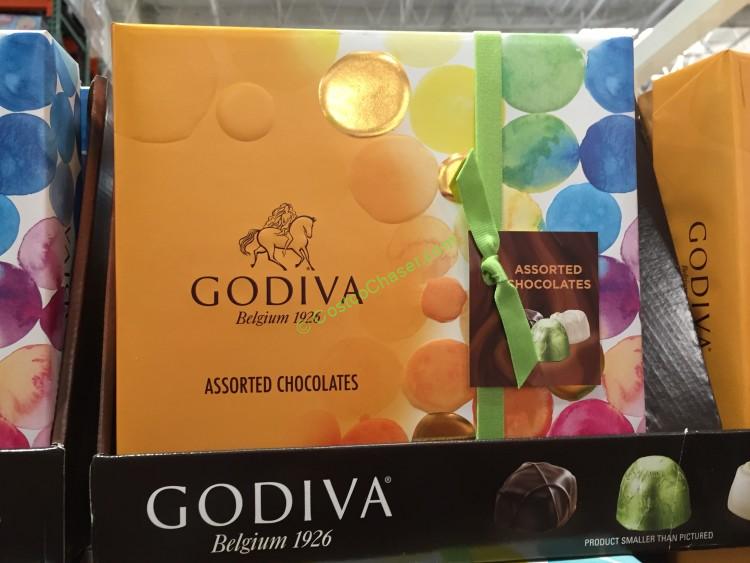 GODIVA
Belgium 1926
ASSORTED CHOCOLATES
ASSORTED
CHOCOLATES
© CostcoChaser.com
GODIVA
GODIVA®
Belgium 1926
PRODUCT SMALLER THAN PICTURED